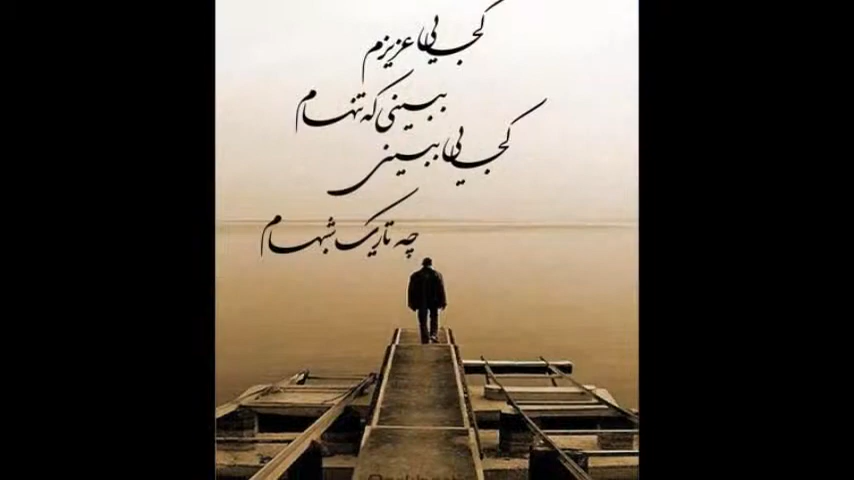 کجایی عزیزم
ببینی که تنهام
کجایی ببینی
چه تاریک شبهام